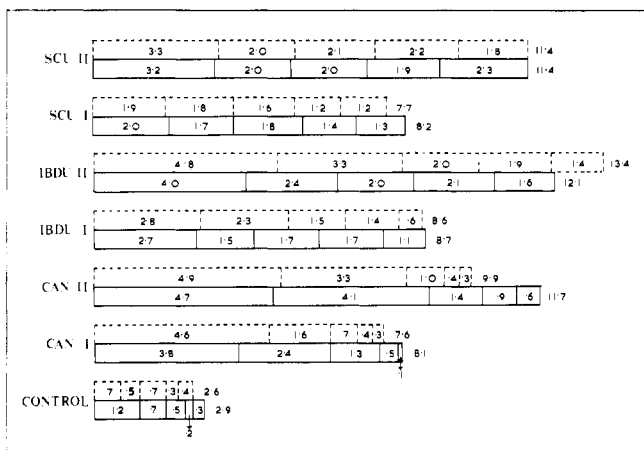 3·3 2·0 2·1 2·2 1·8 11·4
SCU II
3·2 2·0 2·0 1·9 2·3 11·4
1·9 1·8 1·6 1·2 1·2 7·7
SCU I
2·0 1·7 1·8 1·4 1·3 8·2
4·8 3·3 2·0 1·9 1·4 13·4
IBDU II
4·0 2·4 2·0 2·1 1·6 12·1
2·8 2·3 1·5 1·4 ·6 8·6
IBDU I
2·7 1·5 1·7 1·7 1·1 8·7
4·9 3·3 1·0 ·4 ·3 9·9
CAN II
4·7 4·1 1·4 ·9 ·6 11·7
4·6 1·6 ·7 ·4 ·3 7·6
CAN I
3·8 2·4 1·3 ·5 8·1
·1
·7 ·5 ·7 ·3 ·4 2·6
CONTROL
1·2 ·7 ·5 ·3 2·9
·2